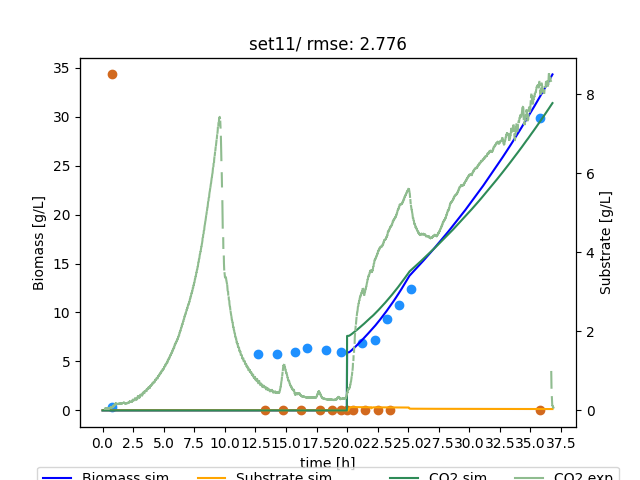 set11/ rmse: 2.776
35
30
25
20
15
10
5
0
Biomass [g/L]
8
6
4
2
0
Substrate [g/L]
0.0 2.5 5.0 7.5 10.0 12.5 15.0 17.5 20.0 22.5 25.0 27.5 30.0 32.5 35.0 37.5
time [h]
Biomass sim Substrate sim CO2 sim CO2 exp